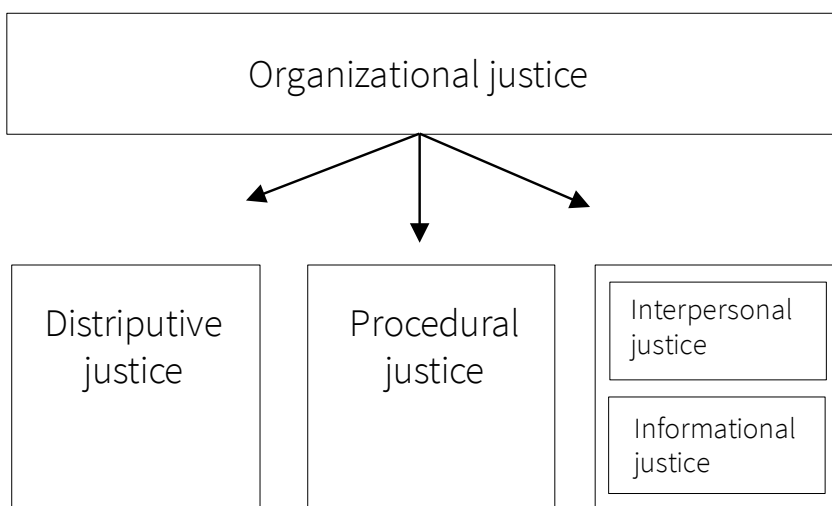 Organizational justice
Distriputive
justice
Procedural
justice
Interpersonal
justice
Informational
justice